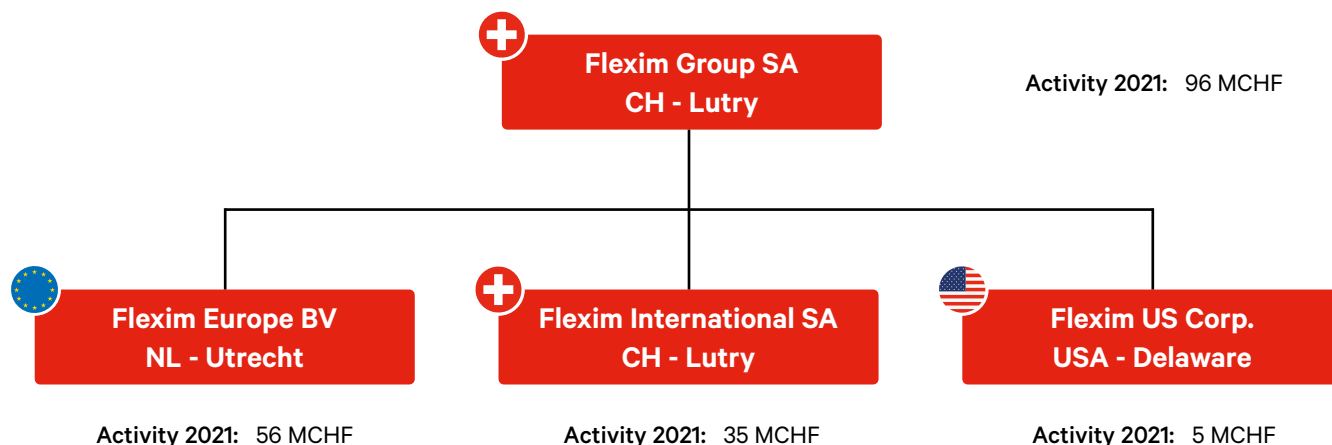 Flexim Group SA
CH - Lutry
Activity 2021: 96 MCHF
Flexim Europe BV
NL - Utrecht
Activity 2021: 56 MCHF
Flexim International SA
CH - Lutry
Activity 2021: 35 MCHF
Flexim US Corp.
USA - Delaware
Activity 2021: 5 MCHF